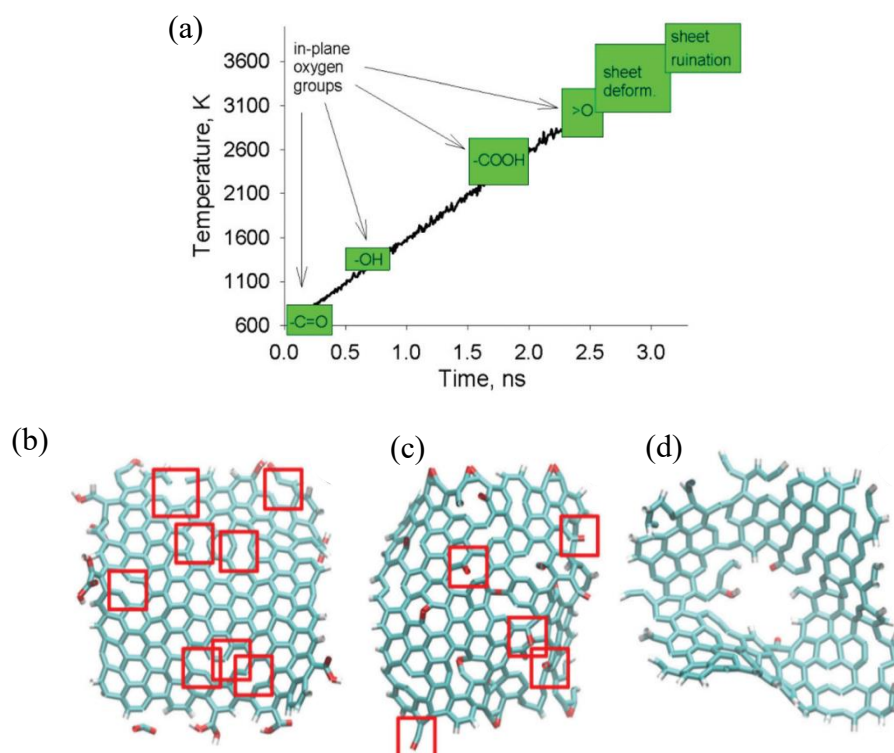 (a)
in-plane
oxygen
groups
Temperature, K
3600
3100
2600
2100
1600
1100
600
-C=O
-OH
-COOH
>O
sheet
deform.
sheet
ruination
0.0 0.5 1.0 1.5 2.0 2.5 3.0
Time, ns
(b)
(c)
(d)